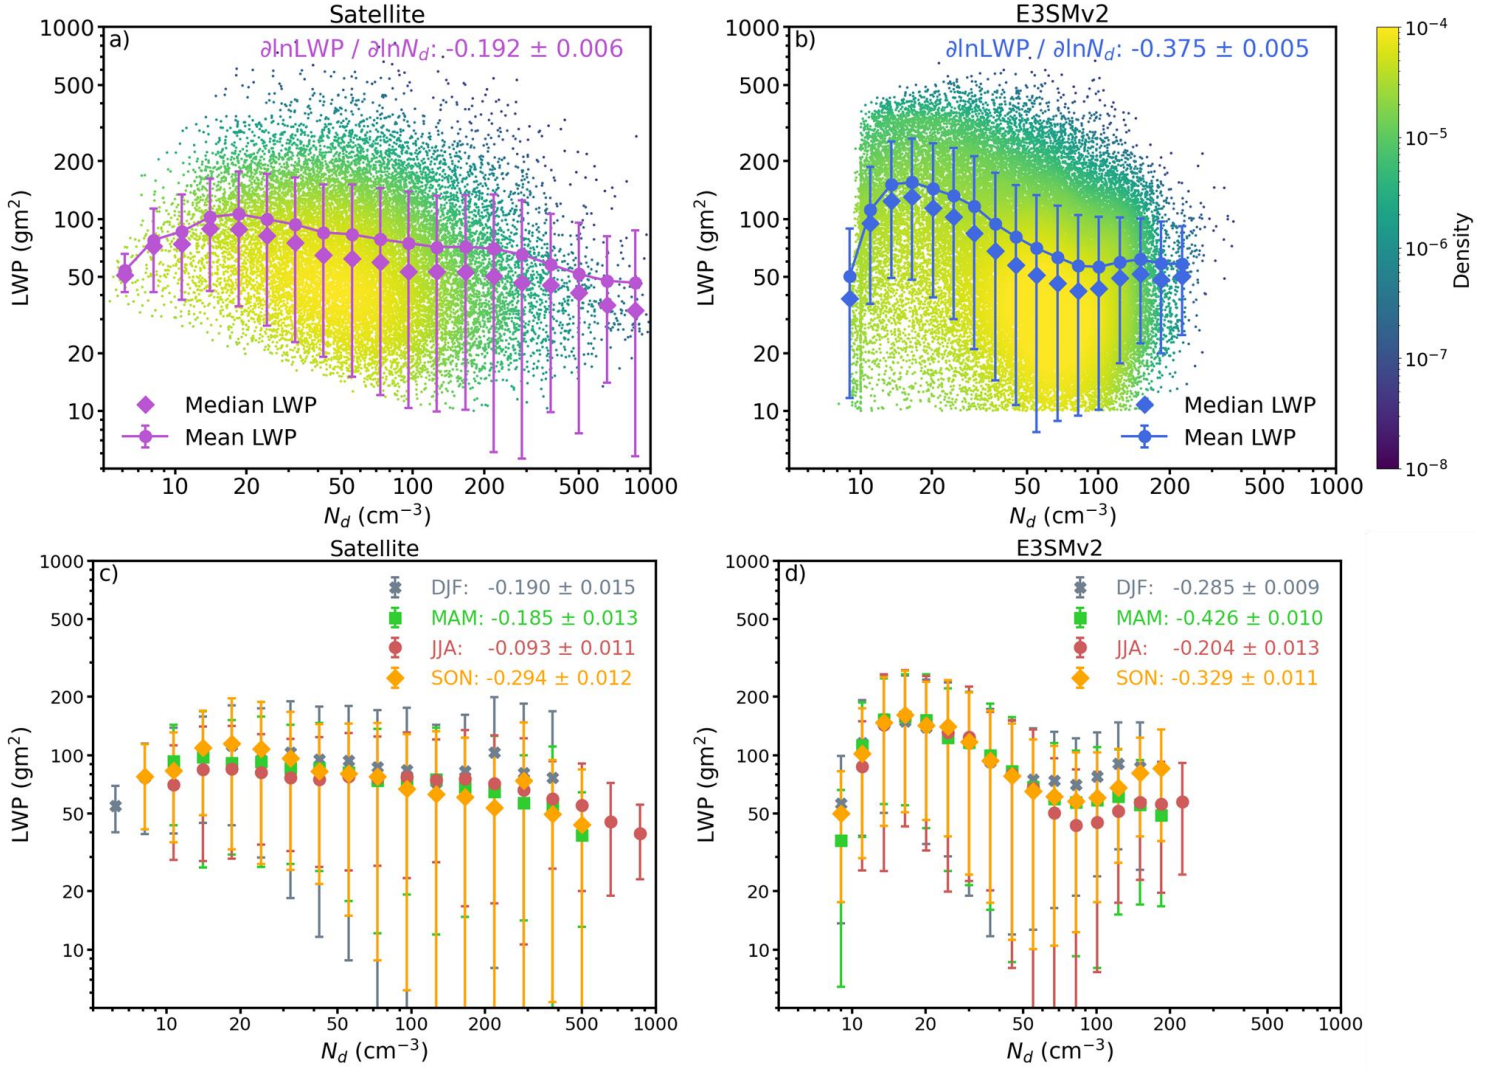 Satellite
a)
∂lnLWP / ∂lnN_d: -0.192 ± 0.006
1000
500
200
100
50
20
10
LWP (gm²)
Median LWP
Mean LWP
10 20 50 100 200 500 1000
N_d (cm⁻³)
E3SMv2
b)
∂lnLWP / ∂lnN_d: -0.375 ± 0.005
1000
500
200
100
50
20
10
LWP (gm²)
Median LWP
Mean LWP
10 20 50 100 200 500 1000
N_d (cm⁻³)
10⁻⁴
10⁻⁵
10⁻⁶
10⁻⁷
10⁻⁸
Density
Satellite
c)
DJF: -0.190 ± 0.015
MAM: -0.185 ± 0.013
JJA: -0.093 ± 0.011
SON: -0.294 ± 0.012
1000
500
200
100
50
20
10
LWP (gm²)
10 20 50 100 200 500 1000
N_d (cm⁻³)
E3SMv2
d)
DJF: -0.285 ± 0.009
MAM: -0.426 ± 0.010
JJA: -0.204 ± 0.013
SON: -0.329 ± 0.011
1000
500
200
100
50
20
10
LWP (gm²)
10 20 50 100 200 500 1000
N_d (cm⁻³)